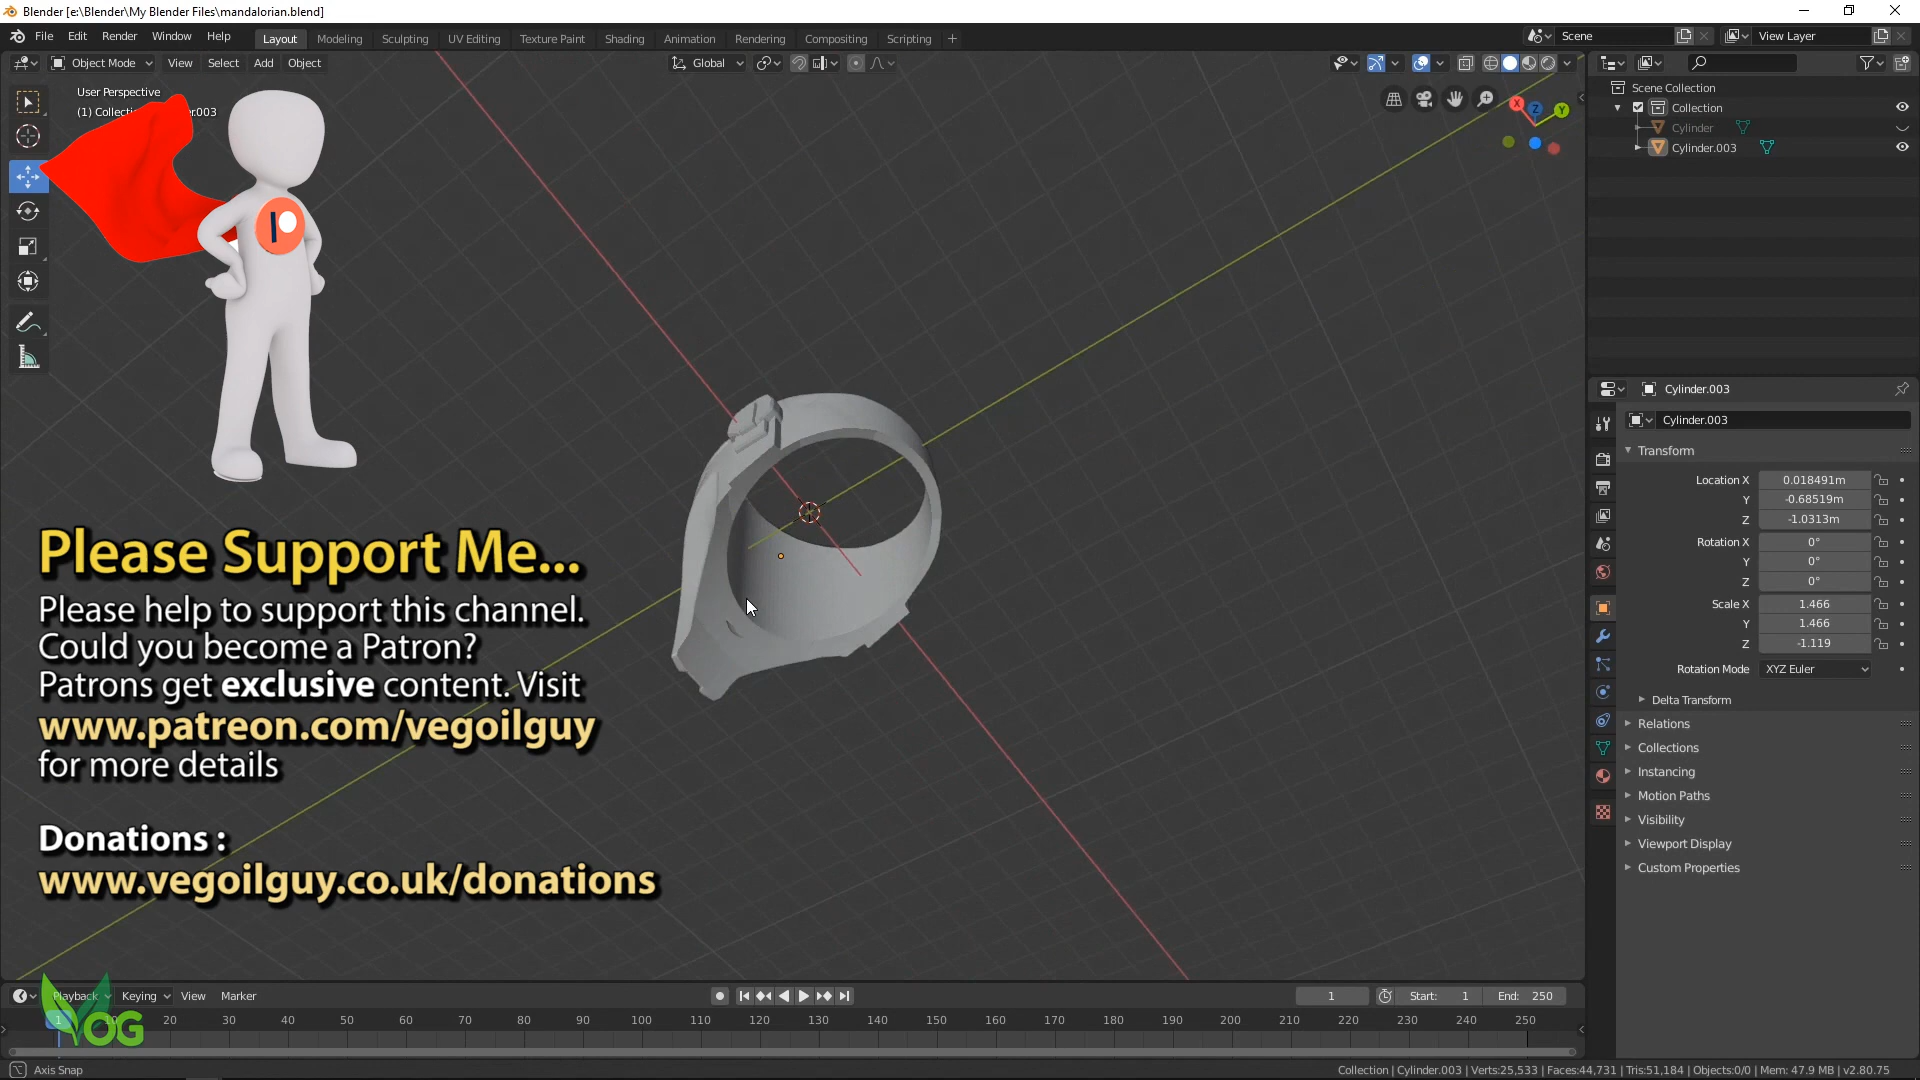 Blender [e:\Blender\My Blender Files\mandalorian.blend]
File Edit Render Window Help Layout Modeling Sculpting UV Editing Texture Paint Shading Animation Rendering Compositing Scripting + Scene View Layer
Object Mode View Select Add Object Global
User Perspective
(1) Collecti .003
X Z Y
Scene Collection
Collection
Cylinder
Cylinder.003
Cylinder.003
Cylinder.003
Transform
Location X 0.018491m
Y -0.68519m
Z -1.0313m
Rotation X 0°
Y 0°
Z 0°
Scale X 1.466
Y 1.466
Z -1.119
Rotation Mode XYZ Euler
Delta Transform
Relations
Collections
Instancing
Motion Paths
Visibility
Viewport Display
Custom Properties
Please Support Me...
Please help to support this channel.
Could you become a Patron?
Patrons get exclusive content. Visit
www.patreon.com/vegoilguy
for more details
Donations :
www.vegoilguy.co.uk/donations
Playback Keying View Marker 1 Start: 1 End: 250
1 10 20 30 40 50 60 70 80 90 100 110 120 130 140 150 160 170 180 190 200 210 220 230 240 250
VOG
Axis Snap Collection | Cylinder.003 | Verts:25,533 | Faces:44,731 | Tris:51,184 | Objects:0/0 | Mem: 47.9 MB | v2.80.75